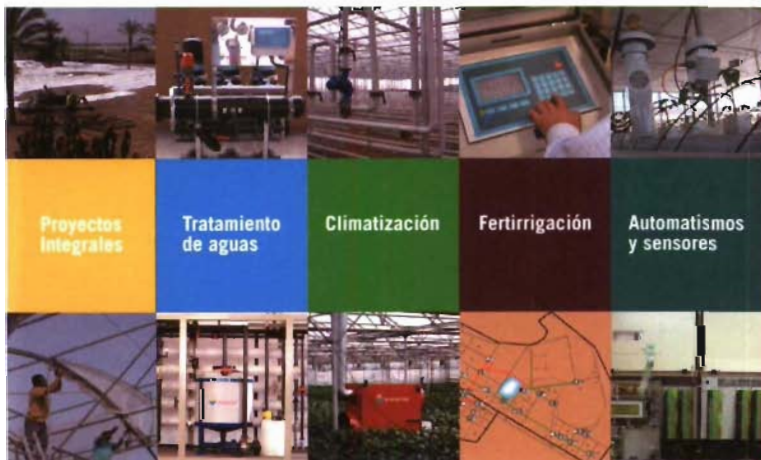 Proyectos
Integrales
Tratamiento
de aguas
Climatización
Fertirrigación
Automatismos
y sensores